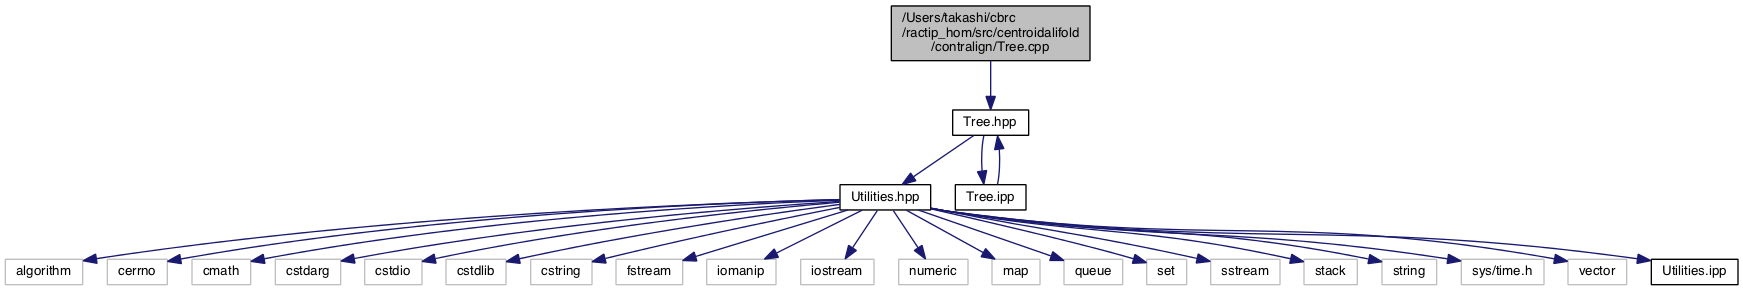 /Users/takashi/cbrc
/ractip_hom/src/centroidalifold
/contralign/Tree.cpp
Tree.hpp
Utilities.hpp
Tree.ipp
algorithm
cerrno
cmath
cstdarg
cstdio
cstdlib
cstring
fstream
iomanip
iostream
numeric
map
queue
set
sstream
stack
string
sys/time.h
vector
Utilities.ipp